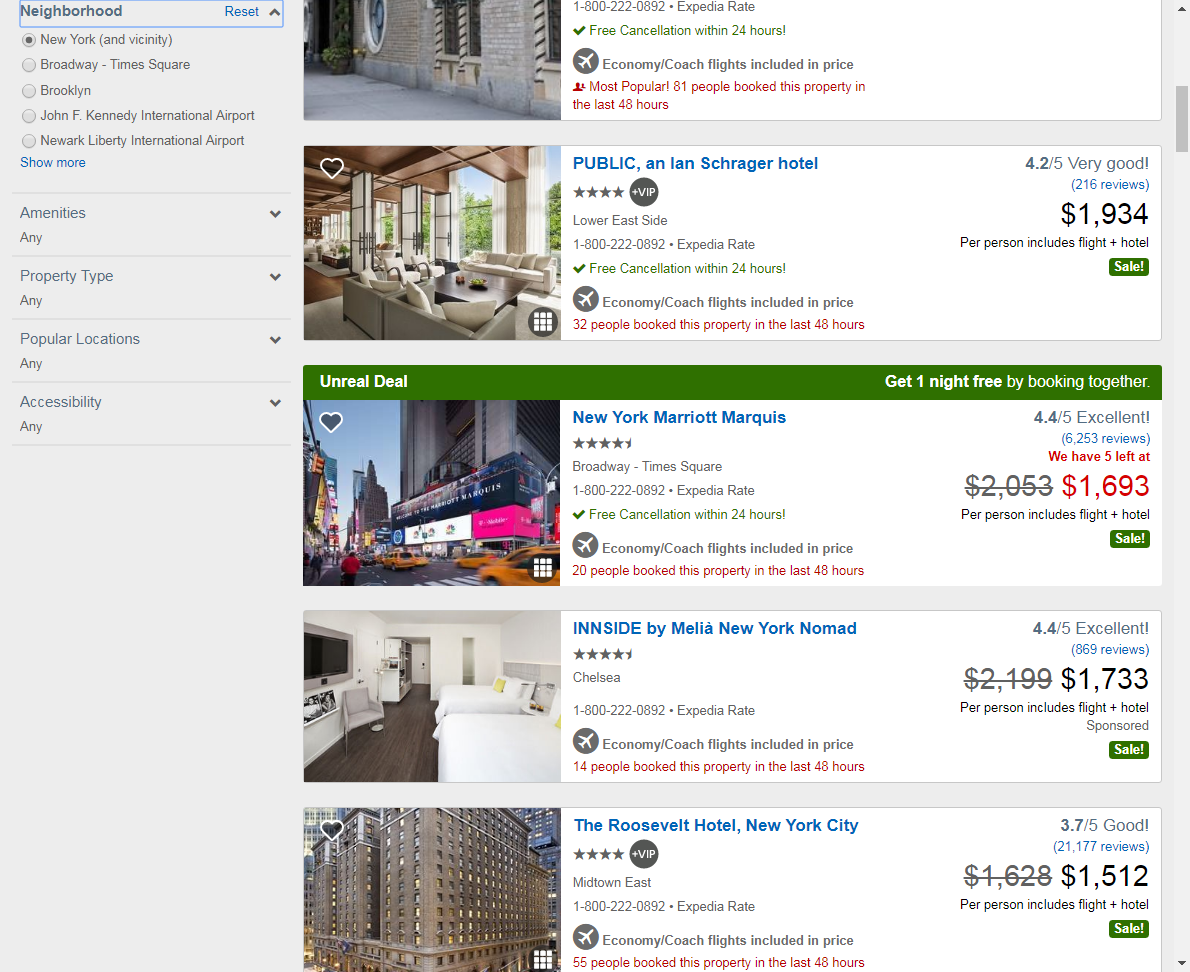 Neighborhood
Reset
New York (and vicinity)
Broadway - Times Square
Brooklyn
John F. Kennedy International Airport
Newark Liberty International Airport
Show more
Amenities
Any
Property Type
Any
Popular Locations
Any
Accessibility
Any
1-800-222-0892 • Expedia Rate
Free Cancellation within 24 hours!
Economy/Coach flights included in price
Most Popular! 81 people booked this property in
the last 48 hours
PUBLIC, an Ian Schrager hotel
+VIP
Lower East Side
1-800-222-0892 • Expedia Rate
Free Cancellation within 24 hours!
Economy/Coach flights included in price
32 people booked this property in the last 48 hours
4.2/5 Very good!
(216 reviews)
$1,934
Per person includes flight + hotel
Sale!
Unreal Deal
Get 1 night free by booking together.
WELCOME TO THE MARRIOTT MARQUIS
T-Mobile
NBC
New York Marriott Marquis
Broadway - Times Square
1-800-222-0892 • Expedia Rate
Free Cancellation within 24 hours!
Economy/Coach flights included in price
20 people booked this property in the last 48 hours
4.4/5 Excellent!
(6,253 reviews)
We have 5 left at
$2,053 $1,693
Per person includes flight + hotel
Sale!
INNSIDE by Melià New York Nomad
Chelsea
1-800-222-0892 • Expedia Rate
Economy/Coach flights included in price
14 people booked this property in the last 48 hours
4.4/5 Excellent!
(869 reviews)
$2,199 $1,733
Per person includes flight + hotel
Sponsored
Sale!
The Roosevelt Hotel, New York City
+VIP
Midtown East
1-800-222-0892 • Expedia Rate
Economy/Coach flights included in price
55 people booked this property in the last 48 hours
3.7/5 Good!
(21,177 reviews)
$1,628 $1,512
Per person includes flight + hotel
Sale!